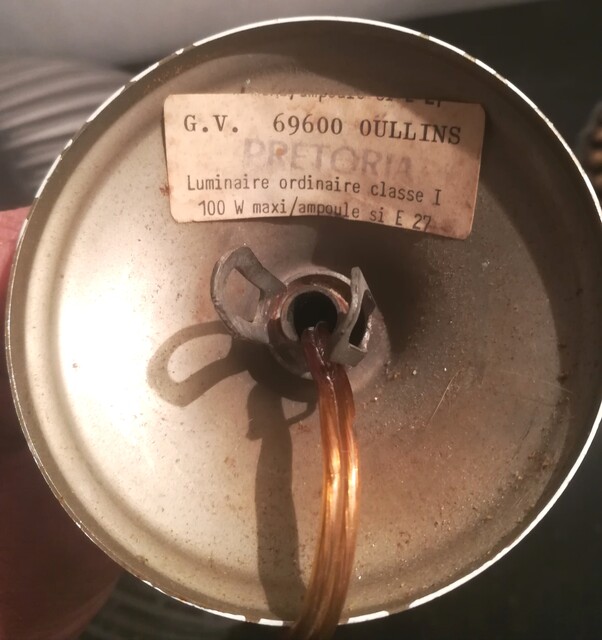 G.V. 69600 OULLINS
PRETORIA
Luminaire ordinaire classe I
100 W maxi/ampoule si E 27